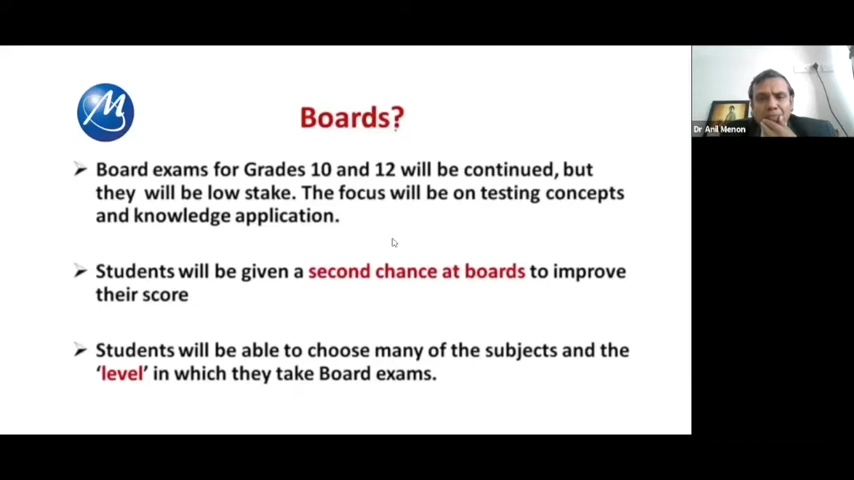 M
Boards?
Board exams for Grades 10 and 12 will be continued, but
they will be low stake. The focus will be on testing concepts
and knowledge application.
Students will be given a second chance at boards to improve
their score
Students will be able to choose many of the subjects and the
‘level’ in which they take Board exams.
Dr Anil Menon